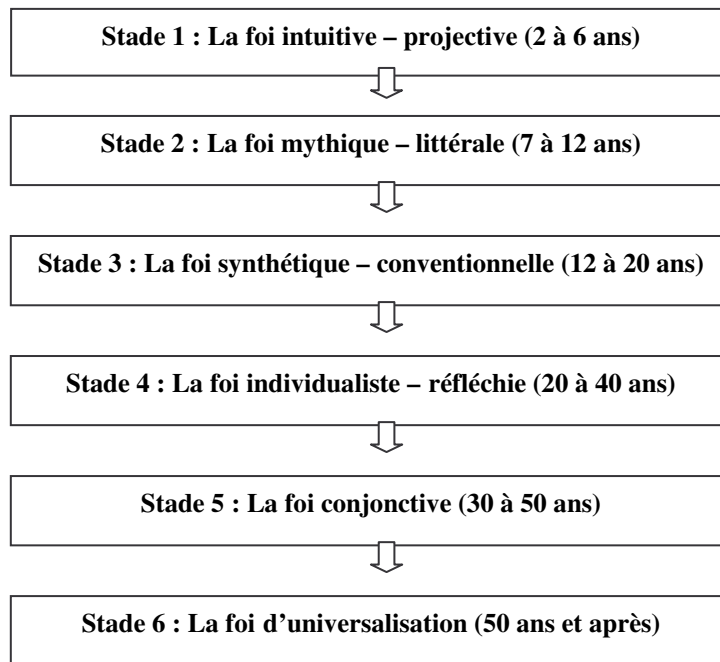 Stade 1 : La foi intuitive – projective (2 à 6 ans)
Stade 2 : La foi mythique – littérale (7 à 12 ans)
Stade 3 : La foi synthétique – conventionnelle (12 à 20 ans)
Stade 4 : La foi individualiste – réfléchie (20 à 40 ans)
Stade 5 : La foi conjonctive (30 à 50 ans)
Stade 6 : La foi d’universalisation (50 ans et après)